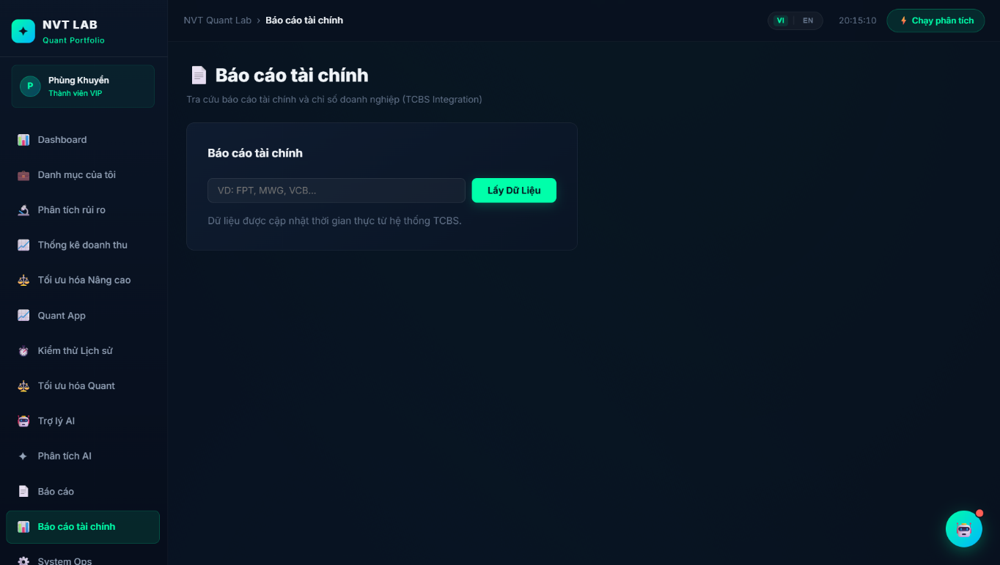 NVT LAB
Quant Portfolio
P
Phùng Khuyến
Thành viên VIP
Dashboard
Danh mục của tôi
Phân tích rủi ro
Thống kê doanh thu
Tối ưu hóa Nâng cao
Quant App
Kiểm thử Lịch sử
Tối ưu hóa Quant
Trợ lý AI
Phân tích AI
Báo cáo
Báo cáo tài chính
System Ops
NVT Quant Lab › Báo cáo tài chính
VI EN
20:15:10
Chạy phân tích
Báo cáo tài chính
Tra cứu báo cáo tài chính và chỉ số doanh nghiệp (TCBS Integration)
Báo cáo tài chính
VD: FPT, MWG, VCB...
Lấy Dữ Liệu
Dữ liệu được cập nhật thời gian thực từ hệ thống TCBS.